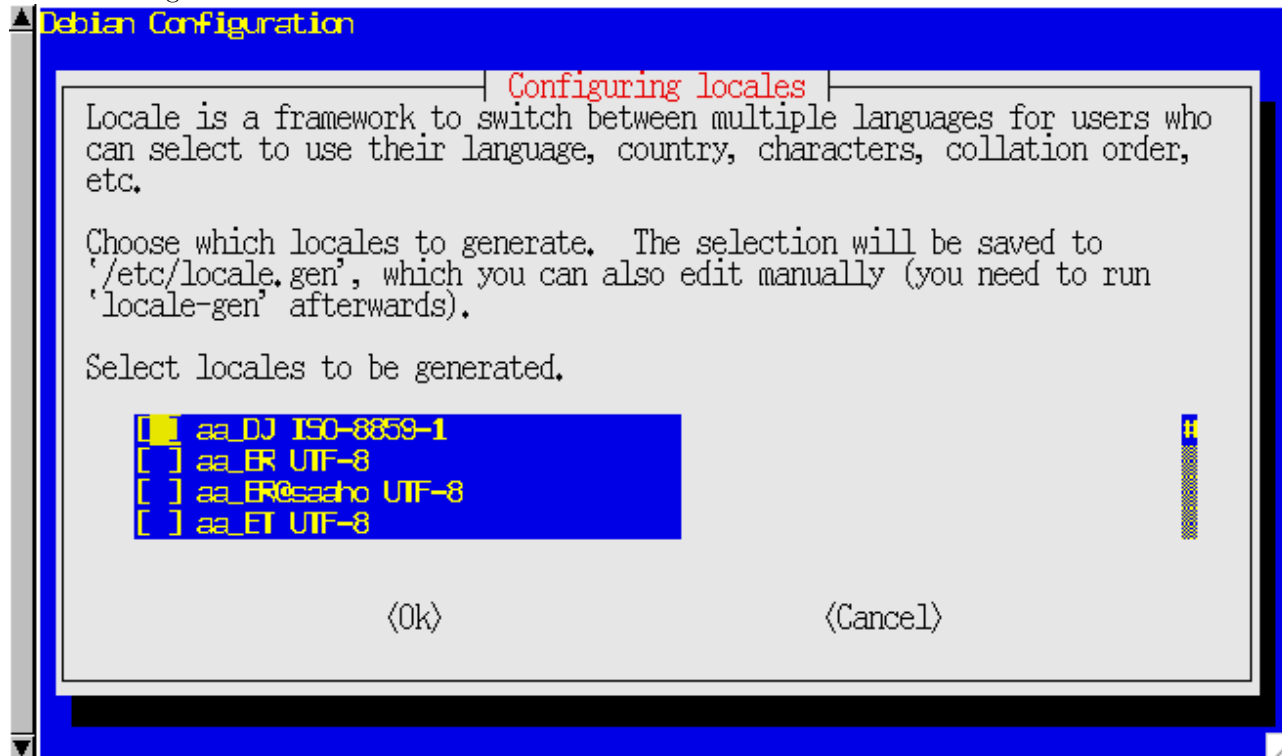 Debian Configuration
Configuring locales
Locale is a framework to switch between multiple languages for users who
can select to use their language, country, characters, collation order,
etc.
Choose which locales to generate.  The selection will be saved to
'/etc/locale.gen', which you can also edit manually (you need to run
'locale-gen' afterwards).
Select locales to be generated.
[ ] aa_DJ ISO-8859-1
[ ] aa_ER UTF-8
[ ] aa_ER@saaho UTF-8
[ ] aa_ET UTF-8
<Ok> <Cancel>